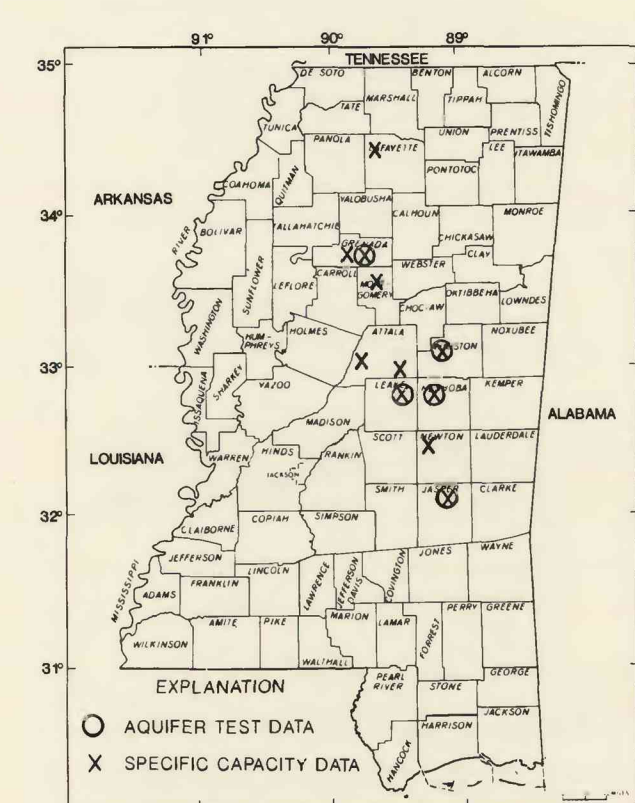 91° 90° 89°
35°
TENNESSEE
DE SOTO BENTON ALCORN
MARSHALL TIPPAH TISHOMINGO
TATE
TUNICA
UNION PRENTISS
PANOLA LEE
FAYETTE ITAWAMBA
PONTOTOC
COAHOMA QUITMAN
ARKANSAS
YALOBUSHA
34°
CALHOUN MONROE
TALLAHATCHIE
RIVER BOLIVAR
CHICKASAW
GRENADA CLAY
WEBSTER
CARROLL
SUNFLOWER LEFLORE
MONTGOMERY
OKTIBBEHA
CHOCTAW LOWNDES
WASHINGTON
HOLMES ATTALA NOXUBEE
HUM-
PHREYS WINSTON
33°
ISSAQUENA SHARKEY
YAZOO LEAKE NESHOBA KEMPER
ALABAMA
MADISON
SCOTT NEWTON LAUDERDALE
LOUISIANA
WARREN HINDS RANKIN
JACKSON
SMITH JASPER CLARKE
32°
COPIAH SIMPSON
CLAIBORNE
JEFFERSON JONES WAYNE
LINCOLN LAWRENCE JEFFERSON
DAVIS COVINGTON
MISSISSIPPI ADAMS FRANKLIN
PERRY GREENE
AMITE PIKE MARION LAMAR FORREST
WILKINSON
WALTHALL
31°
GEORGE
PEARL
RIVER STONE
EXPLANATION
JACKSON
HARRISON
HANCOCK
AQUIFER TEST DATA
X SPECIFIC CAPACITY DATA